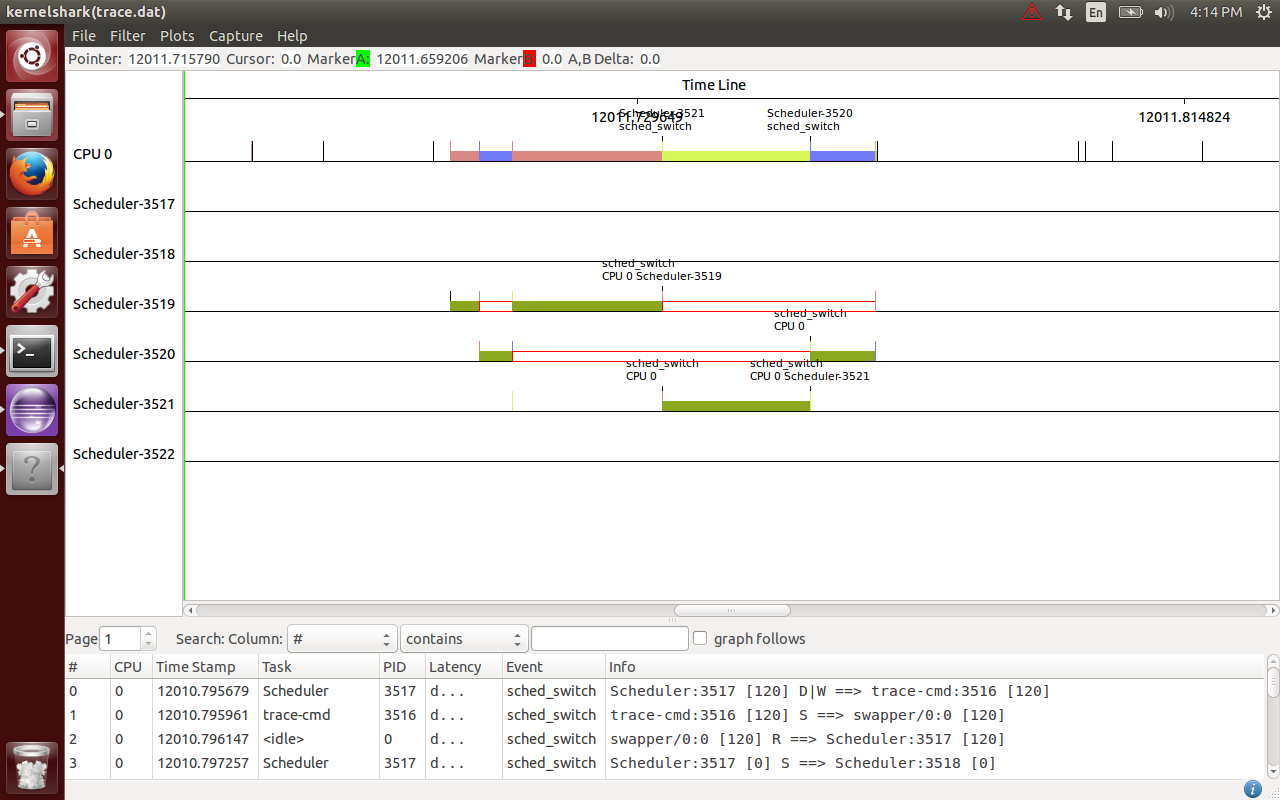 kernelshark(trace.dat)
En
4:14 PM
File Filter Plots Capture Help
Pointer: 12011.715790 Cursor: 0.0 Marker A: 12011.659206 Marker B: 0.0 A,B Delta: 0.0
Time Line
12011.729649
12011.814824
Scheduler-3521
sched_switch
Scheduler-3520
sched_switch
CPU 0
Scheduler-3517
Scheduler-3518
sched_switch
CPU 0 Scheduler-3519
Scheduler-3519
sched_switch
CPU 0
Scheduler-3520
sched_switch
CPU 0
sched_switch
CPU 0 Scheduler-3521
Scheduler-3521
Scheduler-3522
Page 1 Search: Column: # contains graph follows
# CPU Time Stamp Task PID Latency Event Info
0 0 12010.795679 Scheduler 3517 d... sched_switch Scheduler:3517 [120] D|W ==> trace-cmd:3516 [120]
1 0 12010.795961 trace-cmd 3516 d... sched_switch trace-cmd:3516 [120] S ==> swapper/0:0 [120]
2 0 12010.796147 <idle> 0 d... sched_switch swapper/0:0 [120] R ==> Scheduler:3517 [120]
3 0 12010.797257 Scheduler 3517 d... sched_switch Scheduler:3517 [0] S ==> Scheduler:3518 [0]